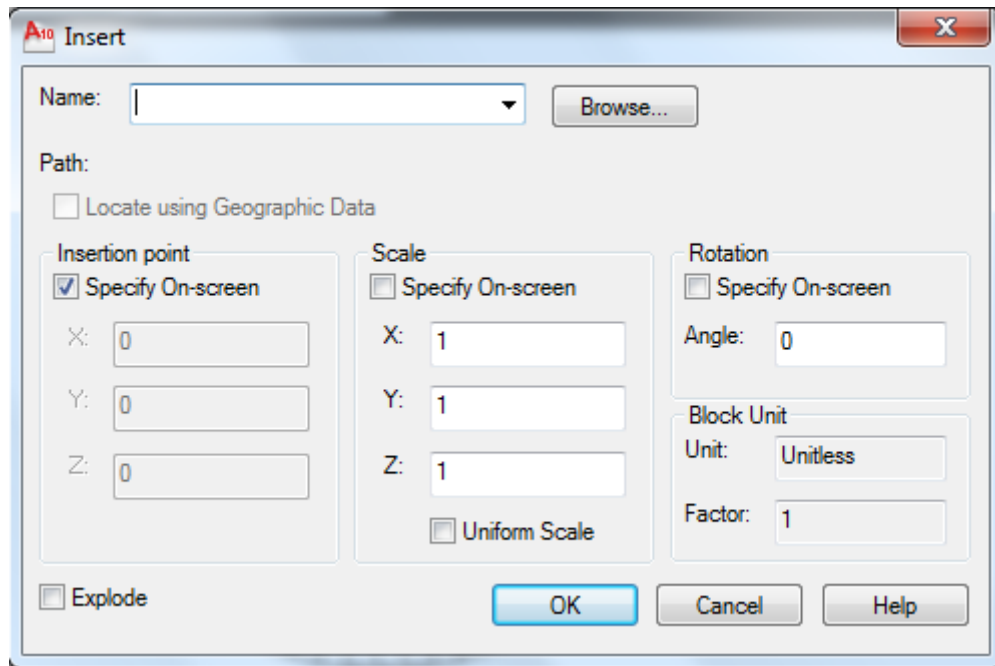 A10 Insert
Name: Browse...
Path:
Locate using Geographic Data
Insertion point
Specify On-screen
X: 0
Y: 0
Z: 0
Scale
Specify On-screen
X: 1
Y: 1
Z: 1
Uniform Scale
Rotation
Specify On-screen
Angle: 0
Block Unit
Unit: Unitless
Factor: 1
Explode
OK Cancel Help